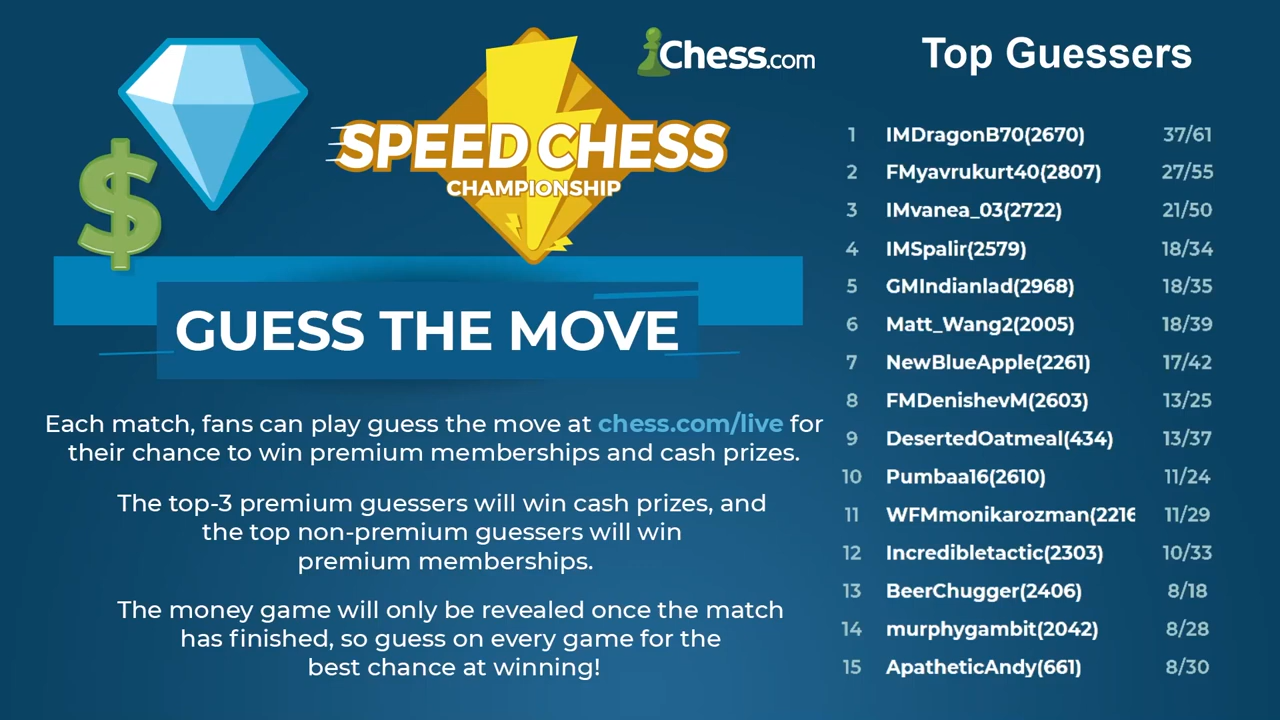 $
SPEED CHESS
CHAMPIONSHIP
Chess.com
GUESS THE MOVE
Each match, fans can play guess the move at chess.com/live for
their chance to win premium memberships and cash prizes.
The top-3 premium guessers will win cash prizes, and
the top non-premium guessers will win
premium memberships.
The money game will only be revealed once the match
has finished, so guess on every game for the
best chance at winning!
Top Guessers
1 IMDragonB70(2670) 37/61
2 FMyavrukurt40(2807) 27/55
3 IMvanea_03(2722) 21/50
4 IMSpalir(2579) 18/34
5 GMIndianlad(2968) 18/35
6 Matt_Wang2(2005) 18/39
7 NewBlueApple(2261) 17/42
8 FMDenishevM(2603) 13/25
9 DesertedOatmeal(434) 13/37
10 Pumbaa16(2610) 11/24
11 WFMmonikarozman(2216 11/29
12 Incredibletactic(2303) 10/33
13 BeerChugger(2406) 8/18
14 murphygambit(2042) 8/28
15 ApatheticAndy(661) 8/30